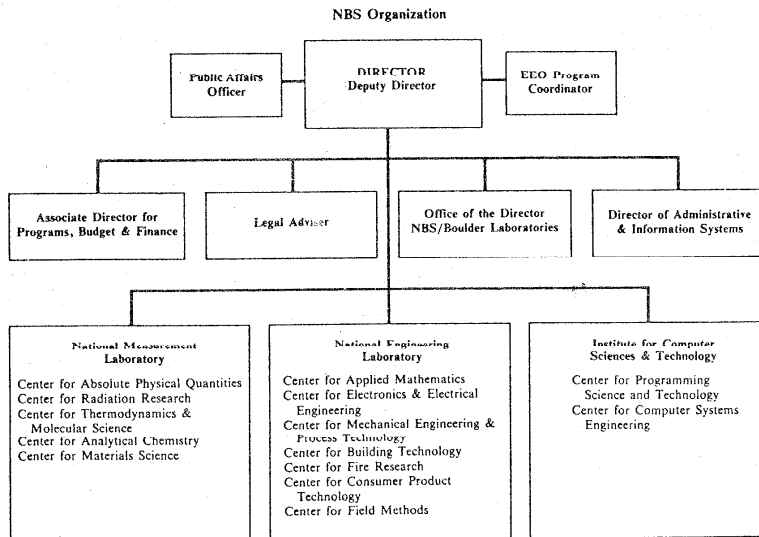 NBS Organization
Public Affairs
Officer
DIRECTOR
Deputy Director
EEO Program
Coordinator
Associate Director for
Programs, Budget & Finance
Legal Adviser
Office of the Director
NBS/Boulder Laboratories
Director of Administrative
& Information Systems
National Measurement
Laboratory
Center for Absolute Physical Quantities
Center for Radiation Research
Center for Thermodynamics &
Molecular Science
Center for Analytical Chemistry
Center for Materials Science
National Engineering
Laboratory
Center for Applied Mathematics
Center for Electronics & Electrical
Engineering
Center for Mechanical Engineering &
Process Technology
Center for Building Technology
Center for Fire Research
Center for Consumer Product
Technology
Center for Field Methods
Institute for Computer
Sciences & Technology
Center for Programming
Science and Technology
Center for Computer Systems
Engineering